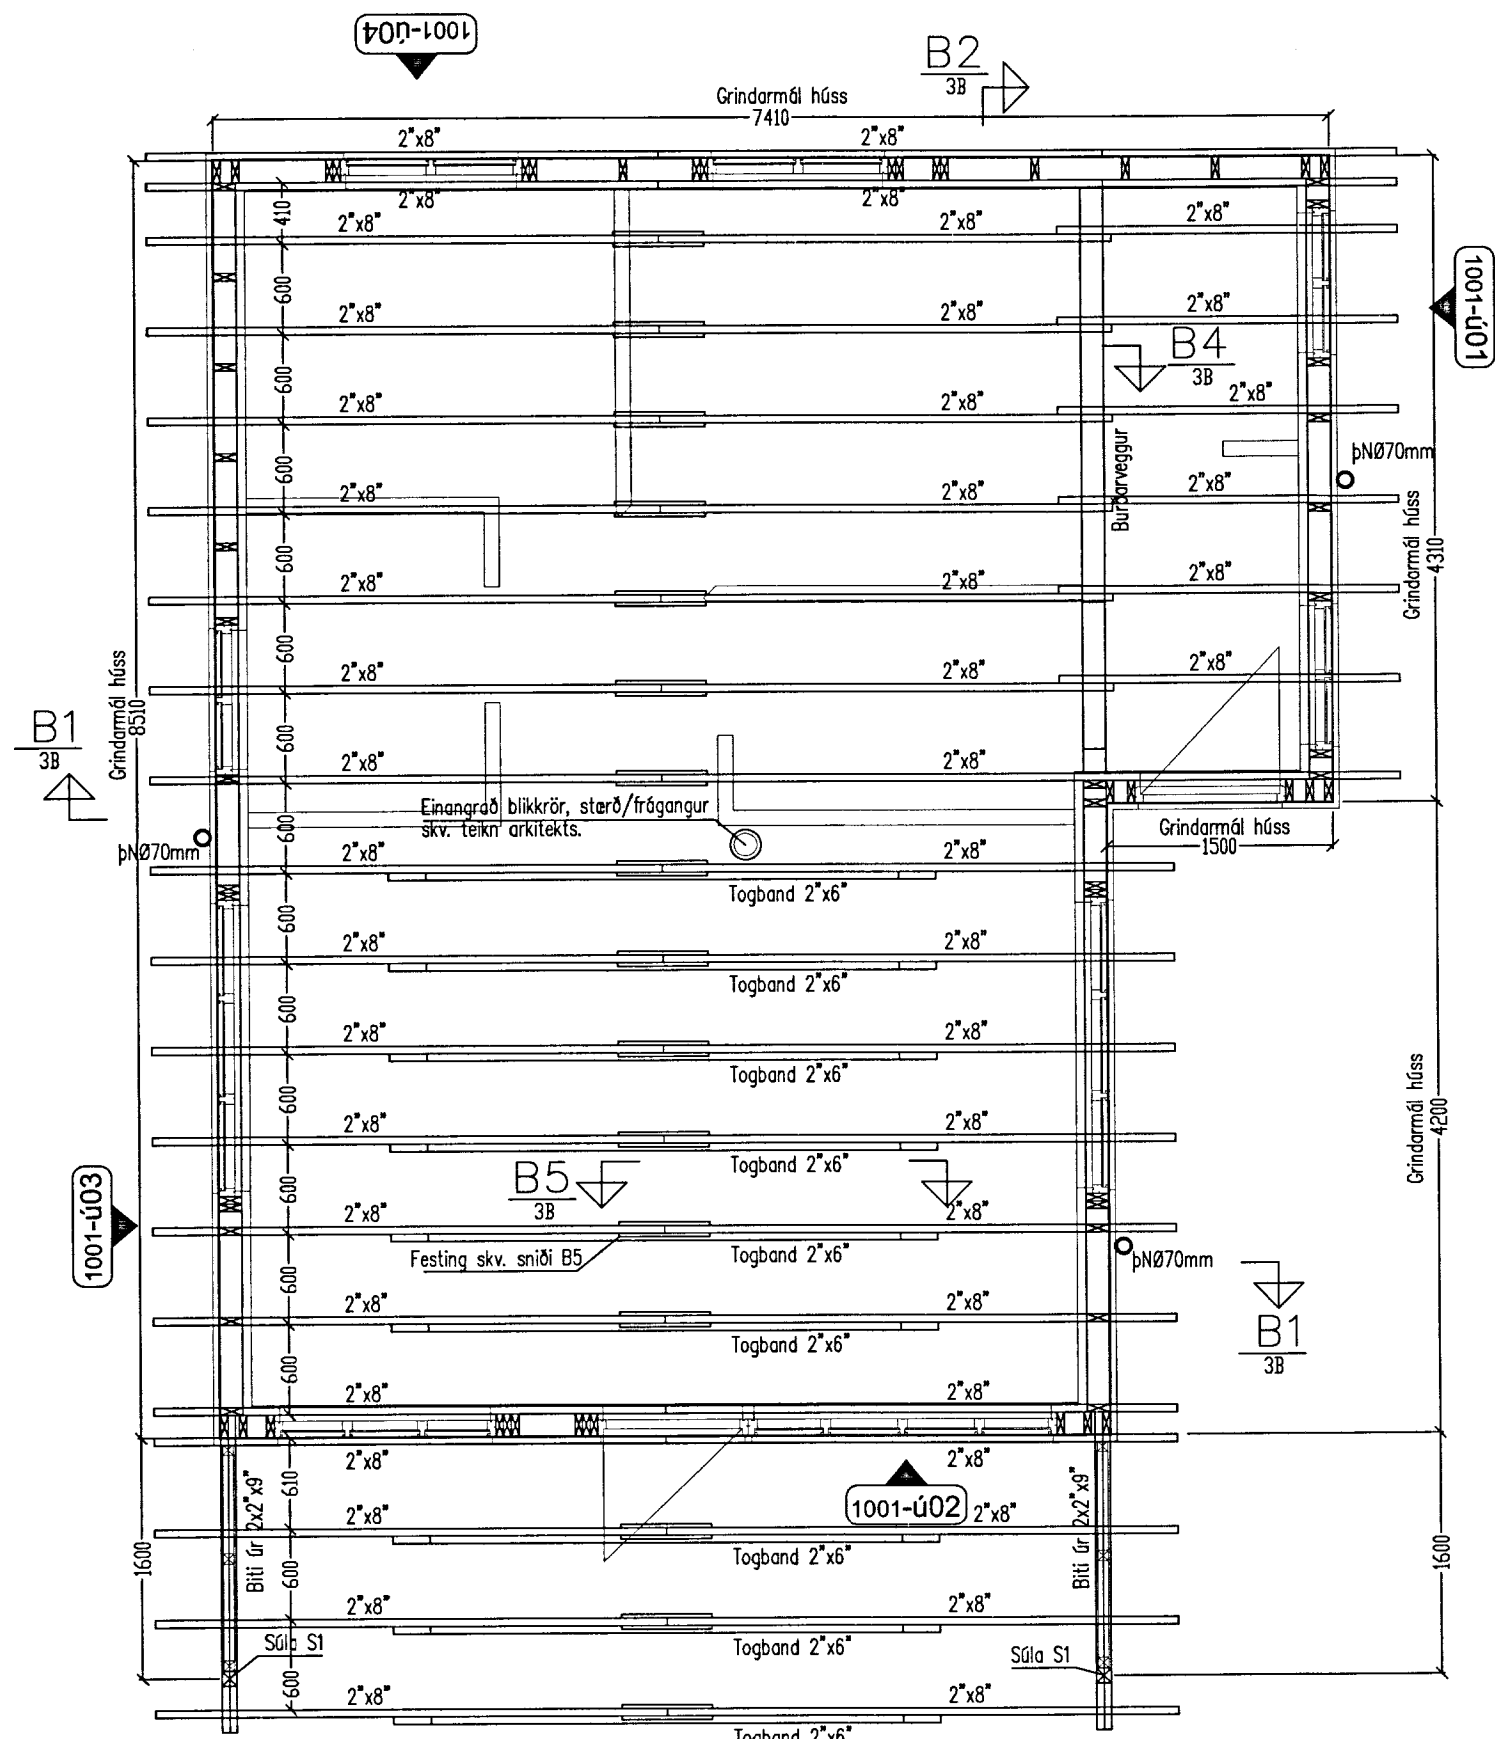 1001-ú04
B2
3B
Grindarmál húss
7410
2"x8" 2"x8"
2"x8" 2"x8"
410
2"x8" 2"x8" 2"x8"
600
1001-ú01
2"x8" 2"x8" 2"x8"
B4
3B
600
2"x8" 2"x8" 2"x8"
600
Burðarveggur
þNØ70mm
2"x8" 2"x8" 2"x8"
Grindarmál húss
4310
600
2"x8" 2"x8" 2"x8"
600
Grindarmál húss
8510
2"x8" 2"x8" 2"x8"
B1
3B
600
2"x8" 2"x8"
Einangrað blikkrör, stærð/frágangur
skv. teikn arkitekts.
600
Grindarmál húss
1500
þNØ70mm
2"x8" 2"x8"
Togband 2"x6"
600
2"x8" 2"x8"
Togband 2"x6"
600
2"x8" 2"x8"
Togband 2"x6"
Grindarmál húss
4200
600
2"x8" 2"x8"
Togband 2"x6"
B5
3B
600
1001-ú03
2"x8" 2"x8"
Togband 2"x6"
Festing skv. sniði B5
þNØ70mm
600
2"x8" 2"x8"
Togband 2"x6"
B1
3B
600
2"x8" 2"x8"
2"x8" 2"x8"
610
1001-ú02
Biti úr 2x2"x9"
Biti úr 2x2"x9"
2"x8"
Togband 2"x6"
1600
1600
600
2"x8" 2"x8"
Togband 2"x6"
Súla S1
Súla S1
600
2"x8" 2"x8"
Togband 2"x6"